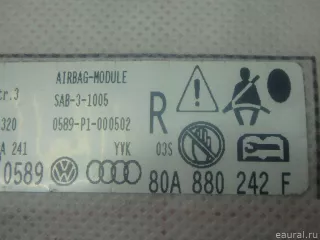 AIRBAG-MODULE
tr.3 SAB-3-1005
320 0589-P1-000502 R
A 241 YVK 03S
0589 80A 880 242 F
eaural.ru